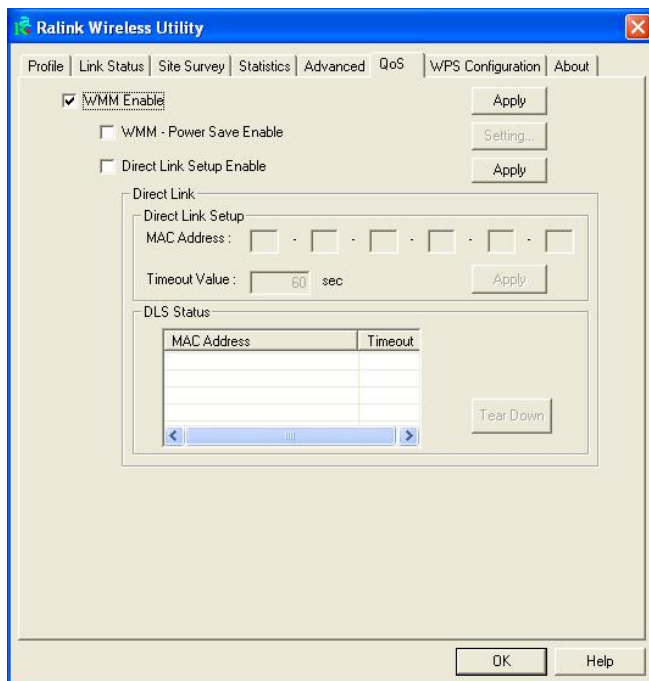 Ralink Wireless Utility
Profile Link Status Site Survey Statistics Advanced QoS WPS Configuration About
WMM Enable Apply
WMM - Power Save Enable Setting...
Direct Link Setup Enable Apply
Direct Link
Direct Link Setup
MAC Address : - - - - -
Timeout Value : 60 sec Apply
DLS Status
MAC Address Timeout
Tear Down
OK Help